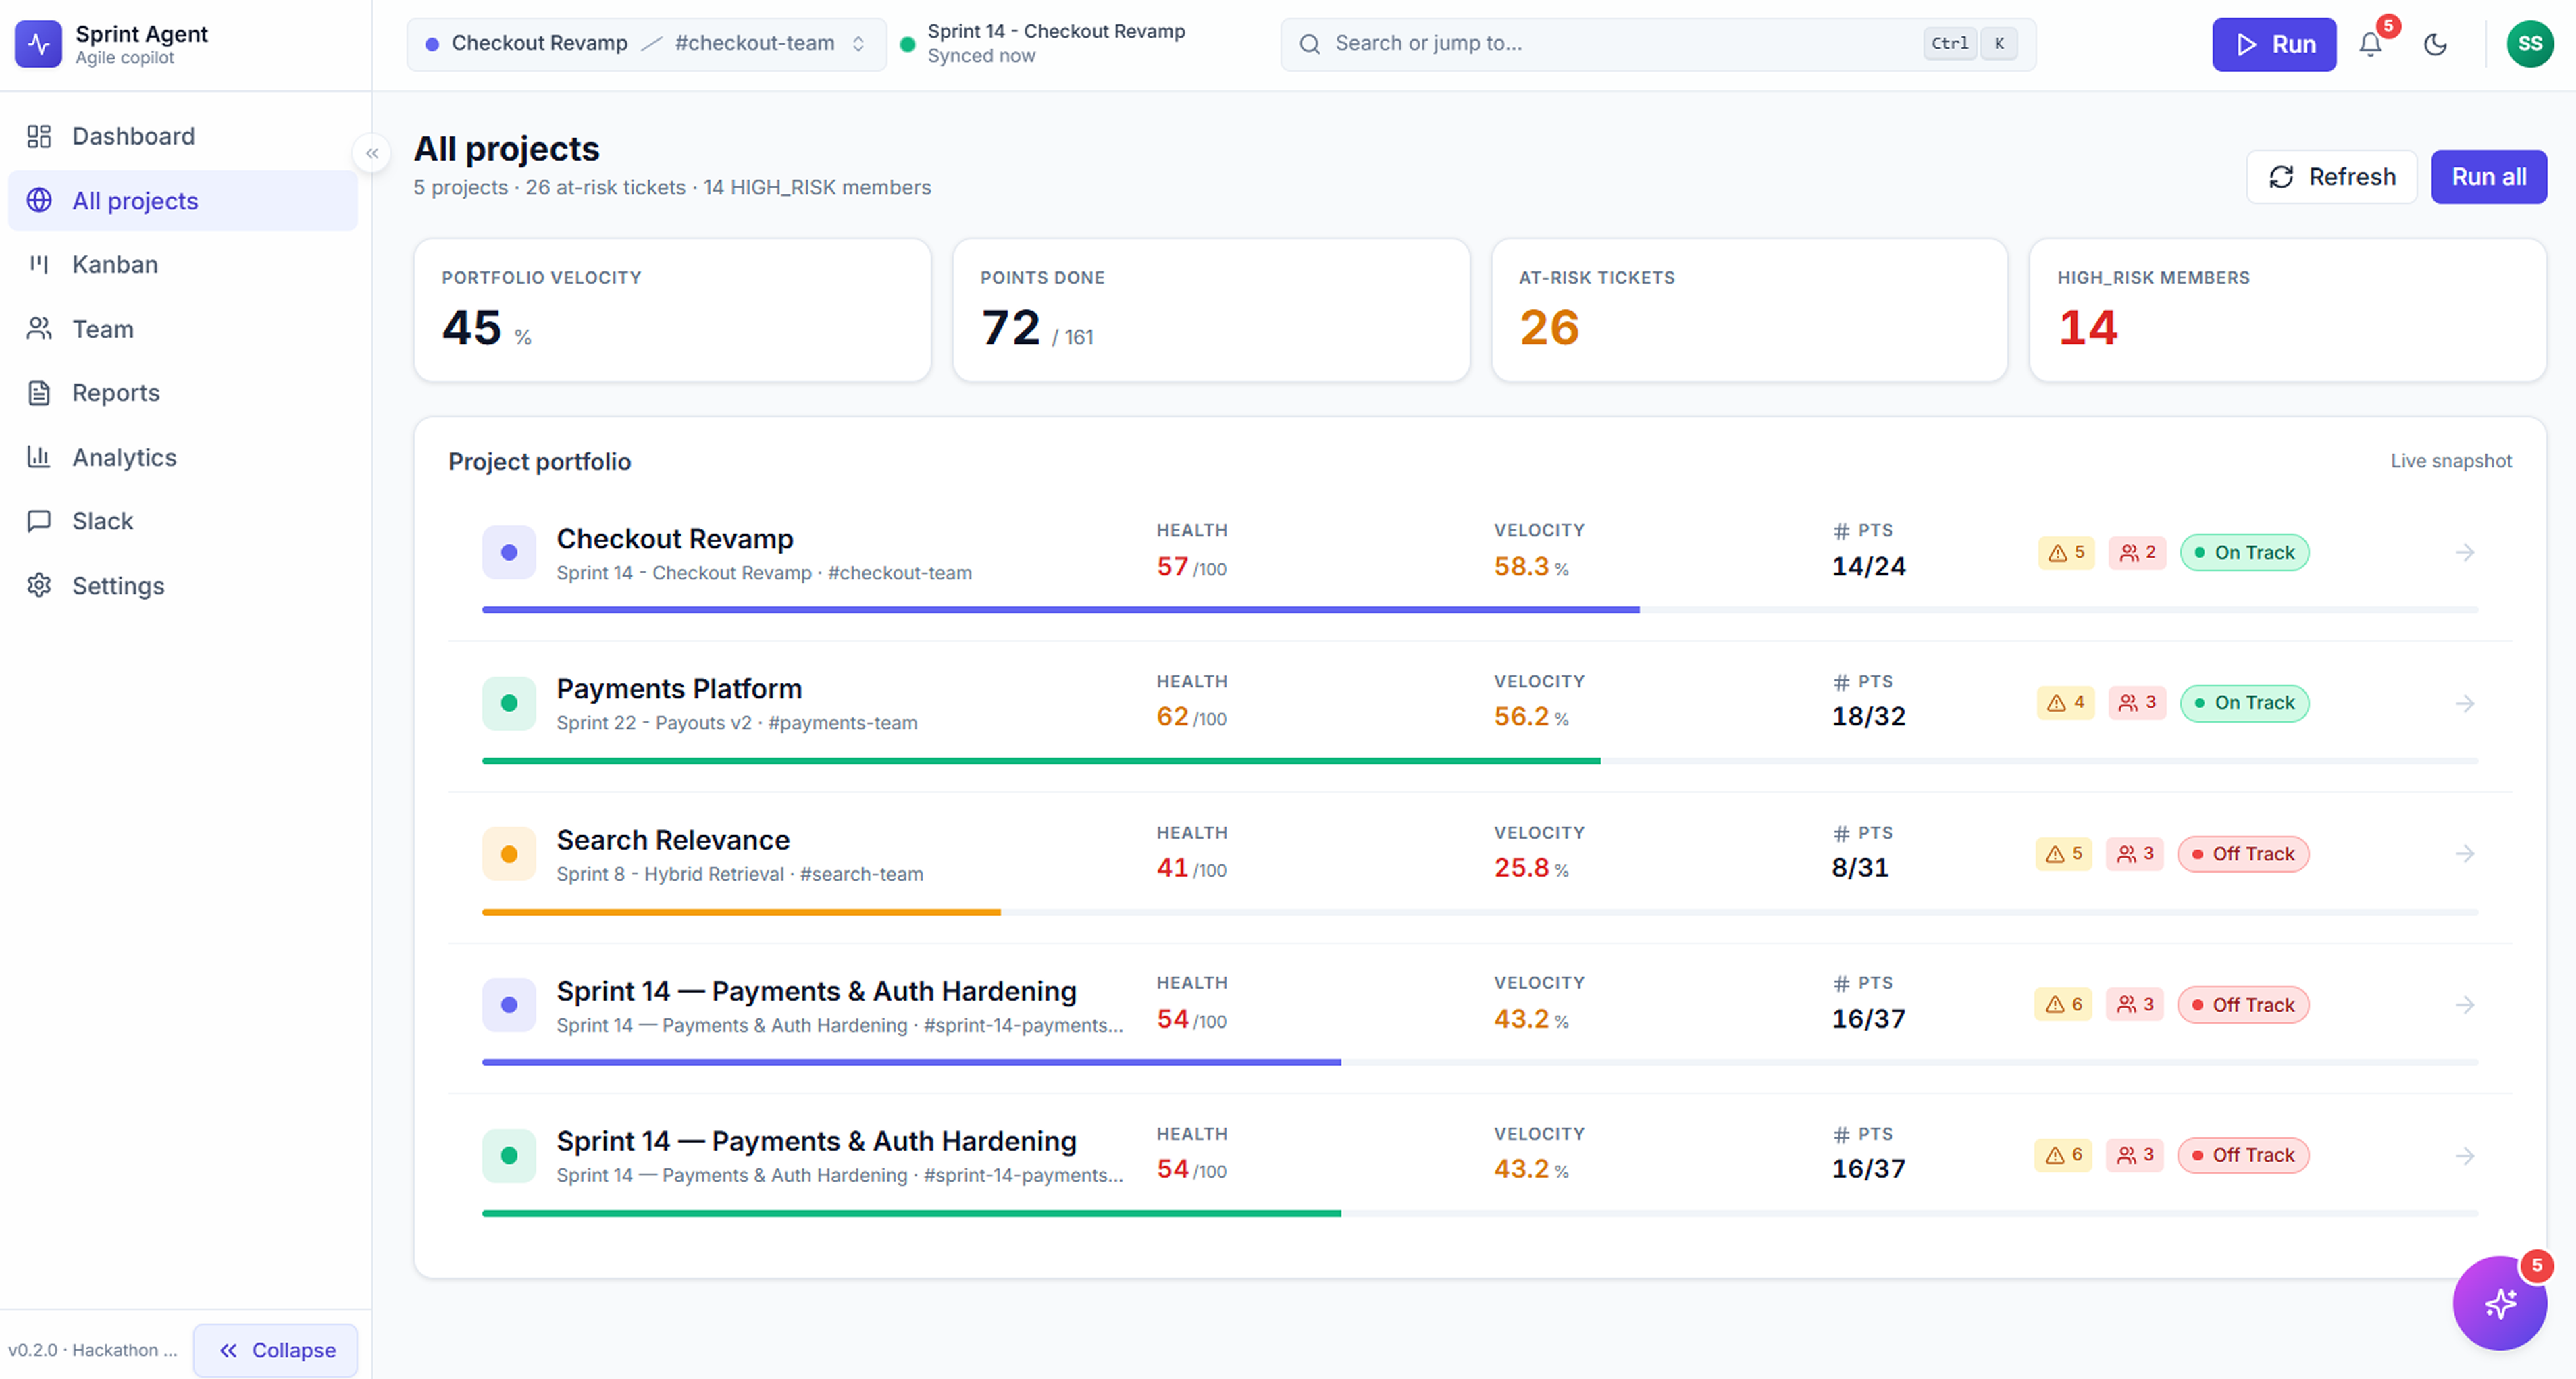 Sprint Agent
Agile copilot
Checkout Revamp / #checkout-team
Sprint 14 - Checkout Revamp
Synced now
Search or jump to...
Ctrl K
Run
5
SS
Dashboard
All projects
Kanban
Team
Reports
Analytics
Slack
Settings
v0.2.0 · Hackathon ...
Collapse
All projects
5 projects · 26 at-risk tickets · 14 HIGH_RISK members
Refresh
Run all
PORTFOLIO VELOCITY
45 %
POINTS DONE
72 / 161
AT-RISK TICKETS
26
HIGH_RISK MEMBERS
14
Project portfolio
Live snapshot
Checkout Revamp
Sprint 14 - Checkout Revamp · #checkout-team
HEALTH
57 /100
VELOCITY
58.3 %
# PTS
14/24
5
2
On Track
Payments Platform
Sprint 22 - Payouts v2 · #payments-team
HEALTH
62 /100
VELOCITY
56.2 %
# PTS
18/32
4
3
On Track
Search Relevance
Sprint 8 - Hybrid Retrieval · #search-team
HEALTH
41 /100
VELOCITY
25.8 %
# PTS
8/31
5
3
Off Track
Sprint 14 — Payments & Auth Hardening
Sprint 14 — Payments & Auth Hardening · #sprint-14-payments...
HEALTH
54 /100
VELOCITY
43.2 %
# PTS
16/37
6
3
Off Track
Sprint 14 — Payments & Auth Hardening
Sprint 14 — Payments & Auth Hardening · #sprint-14-payments...
HEALTH
54 /100
VELOCITY
43.2 %
# PTS
16/37
6
3
Off Track
5